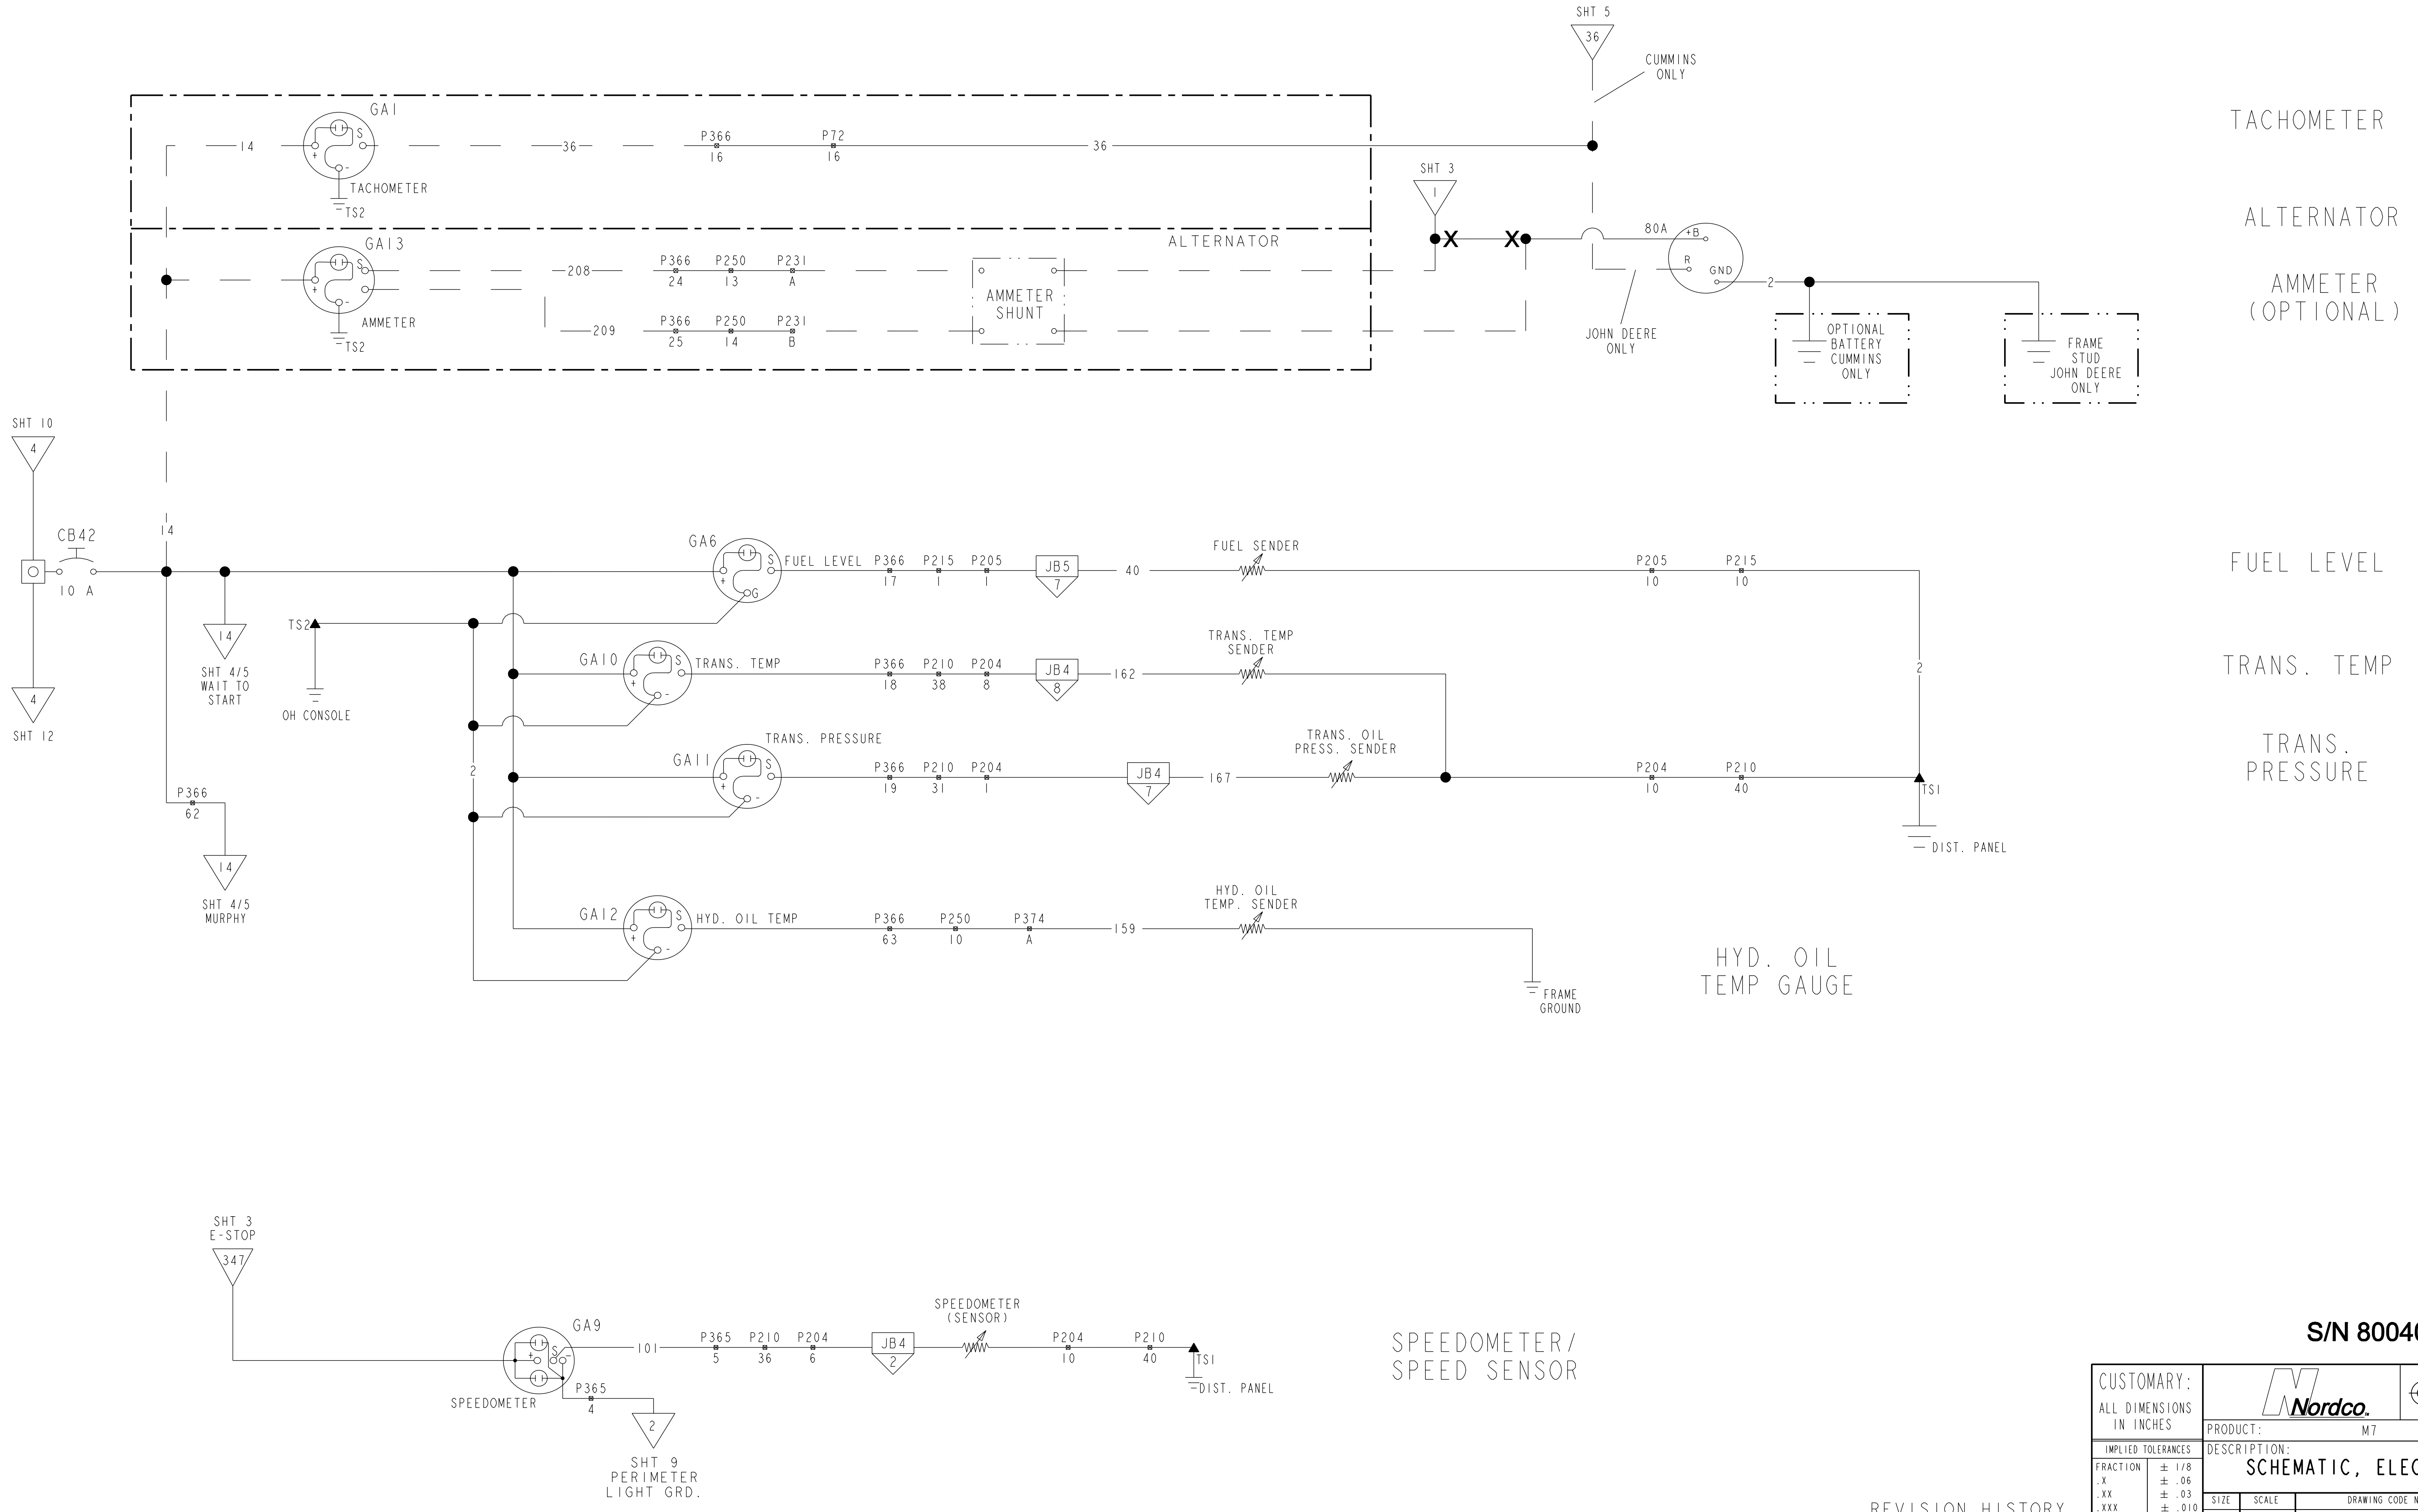 SHT 5
36
CUMMINS
ONLY
GA1
14
S
+
-
36
P366
16
P72
16
36
TACHOMETER
TS2
TACHOMETER
SHT 3
1
ALTERNATOR
GA13
ALTERNATOR
X
X
80A
+B
R
GND
2
S
+
-
208
P366
24
P250
13
P231
A
AMMETER
SHUNT
AMMETER
(OPTIONAL)
AMMETER
TS2
209
P366
25
P250
14
P231
B
JOHN DEERE
ONLY
OPTIONAL
BATTERY
CUMMINS
ONLY
FRAME
STUD
JOHN DEERE
ONLY
SHT 10
4
CB42
10 A
14
GA6
S
+
G
FUEL LEVEL
P366
17
P215
1
P205
1
JB5
7
40
FUEL SENDER
P205
10
P215
10
FUEL LEVEL
14
SHT 4/5
WAIT TO
START
TS2
OH CONSOLE
4
SHT 12
GA10
S
+
-
TRANS. TEMP
P366
18
P210
38
P204
8
JB4
8
162
TRANS. TEMP
SENDER
2
TRANS. TEMP
2
GA11
S
+
-
TRANS. PRESSURE
P366
19
P210
31
P204
1
JB4
7
167
TRANS. OIL
PRESS. SENDER
P204
10
P210
40
TS1
DIST. PANEL
TRANS.
PRESSURE
P366
62
14
SHT 4/5
MURPHY
GA12
S
+
-
HYD. OIL TEMP
P366
63
P250
10
P374
A
159
HYD. OIL
TEMP. SENDER
FRAME
GROUND
HYD. OIL
TEMP GAUGE
SHT 3
E-STOP
347
GA9
S
+
-
SPEEDOMETER
101
P365
5
P210
36
P204
6
JB4
2
SPEEDOMETER
(SENSOR)
P204
10
P210
40
TS1
DIST. PANEL
SPEEDOMETER/
SPEED SENSOR
P365
4
2
SHT 9
PERIMETER
LIGHT GRD.
S/N 80040
CUSTOMARY:
ALL DIMENSIONS
IN INCHES
Nordco
PRODUCT: M7
IMPLIED TOLERANCES
DESCRIPTION:
SCHEMATIC, ELEC
FRACTION ± 1/8
.X ± .06
.XX ± .03
.XXX ± .010
SIZE SCALE DRAWING CODE N
REVISION HISTORY